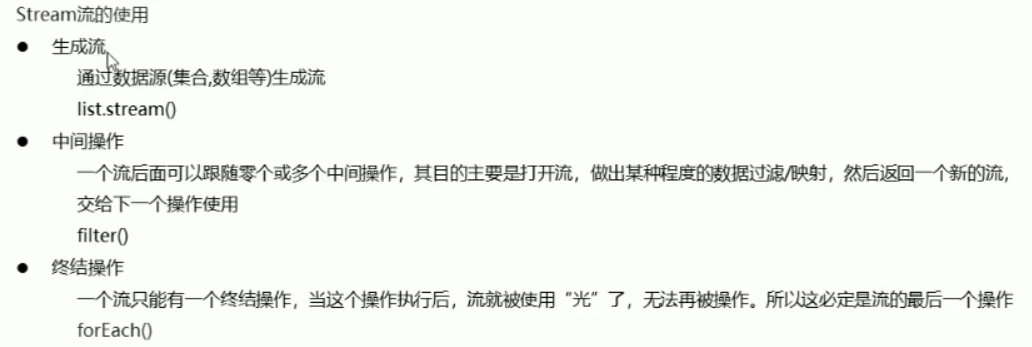 Stream流的使用
● 生成流
通过数据源(集合,数组等)生成流
list.stream()
● 中间操作
一个流后面可以跟随零个或多个中间操作，其目的主要是打开流，做出某种程度的数据过滤/映射，然后返回一个新的流，
交给下一个操作使用
filter()
● 终结操作
一个流只能有一个终结操作，当这个操作执行后，流就被使用“光”了，无法再被操作。所以这必定是流的最后一个操作
forEach()